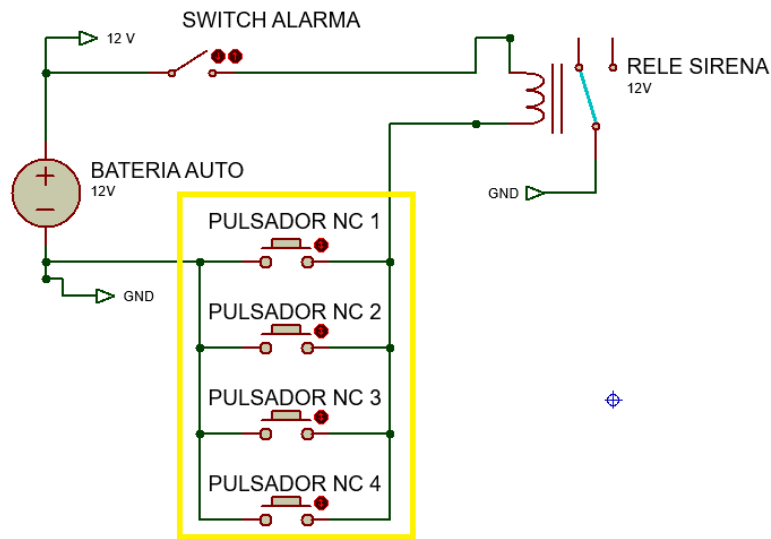 SWITCH ALARMA
12 V
RELE SIRENA
12V
BATERIA AUTO
12V
GND
PULSADOR NC 1
GND
PULSADOR NC 2
PULSADOR NC 3
PULSADOR NC 4